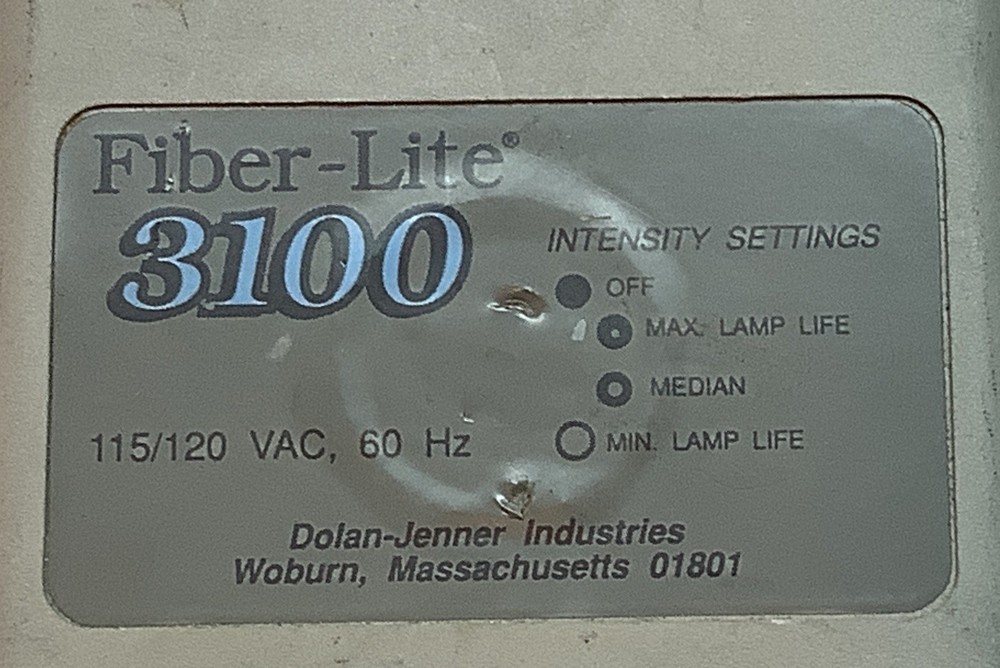 Fiber-Lite®
3100
INTENSITY SETTINGS
OFF
MAX. LAMP LIFE
MEDIAN
MIN. LAMP LIFE
115/120 VAC, 60 Hz
Dolan-Jenner Industries
Woburn, Massachusetts 01801